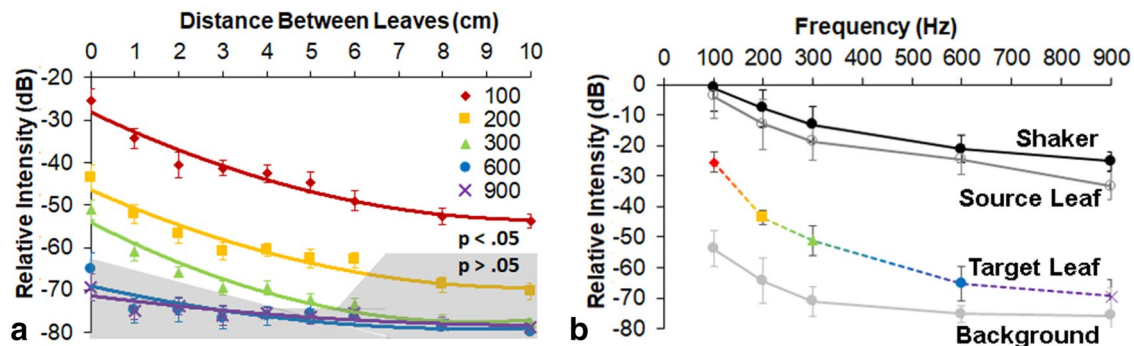 Distance Between Leaves (cm)
0 1 2 3 4 5 6 7 8 9 10
Relative Intensity (dB)
-20
-30
-40
-50
-60
-70
-80
100
200
300
600
900
p < .05
p > .05
a
Frequency (Hz)
0 100 200 300 400 500 600 700 800 900
Relative Intensity (dB)
0
-10
-20
-30
-40
-50
-60
-70
-80
Shaker
Source Leaf
Target Leaf
Background
b